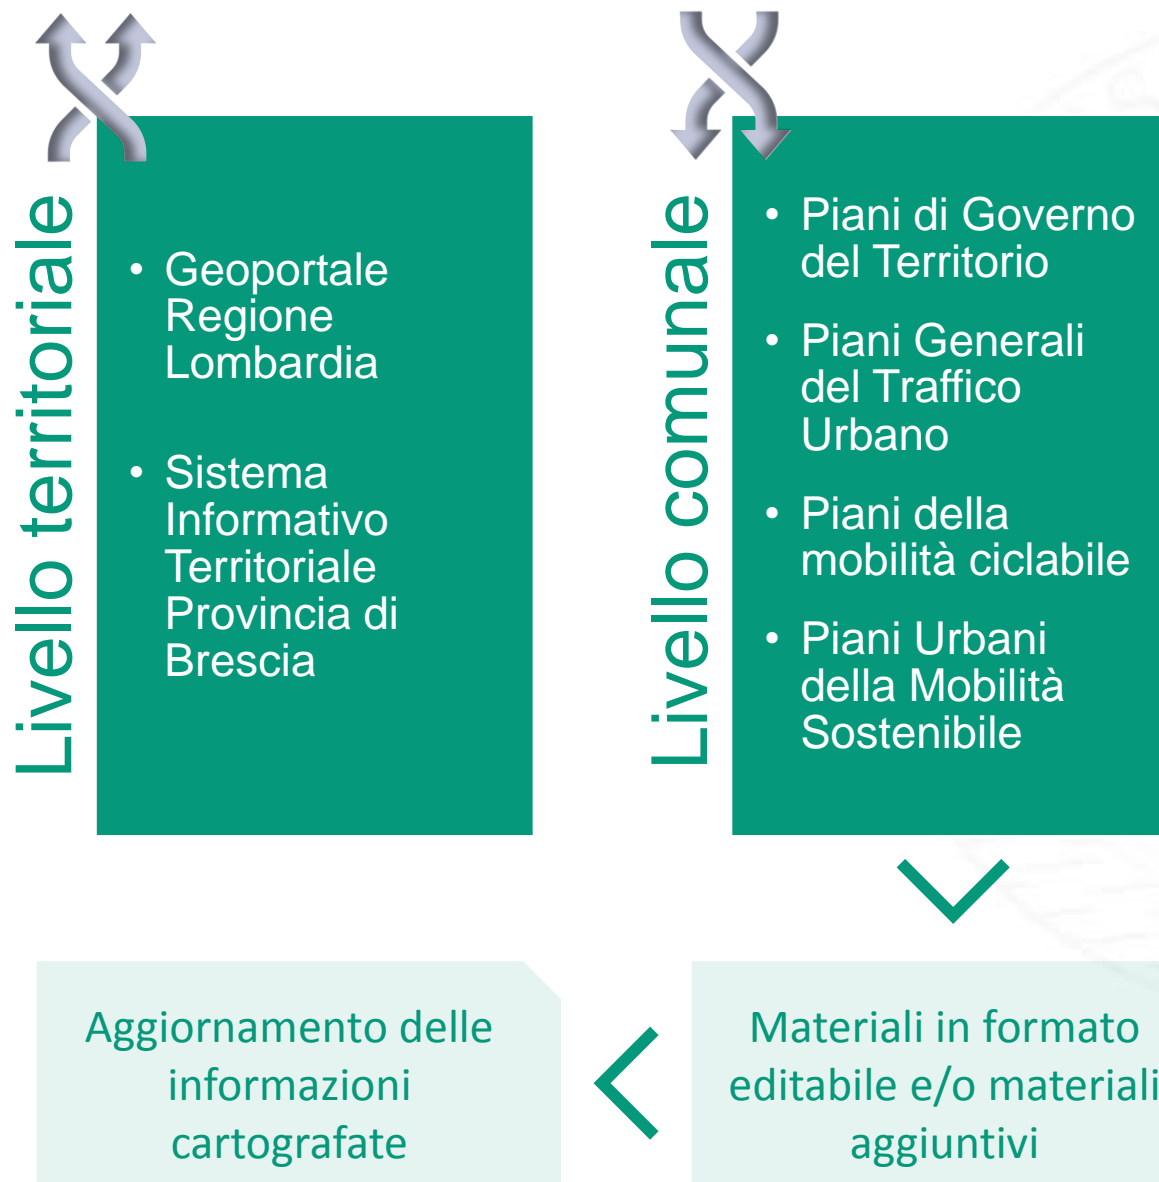 Livello territoriale
• Geoportale
Regione
Lombardia
• Sistema
Informativo
Territoriale
Provincia di
Brescia
Livello comunale
• Piani di Governo
del Territorio
• Piani Generali
del Traffico
Urbano
• Piani della
mobilità ciclabile
• Piani Urbani
della Mobilità
Sostenibile
Aggiornamento delle
informazioni
cartografate
Materiali in formato
editabile e/o materiali
aggiuntivi